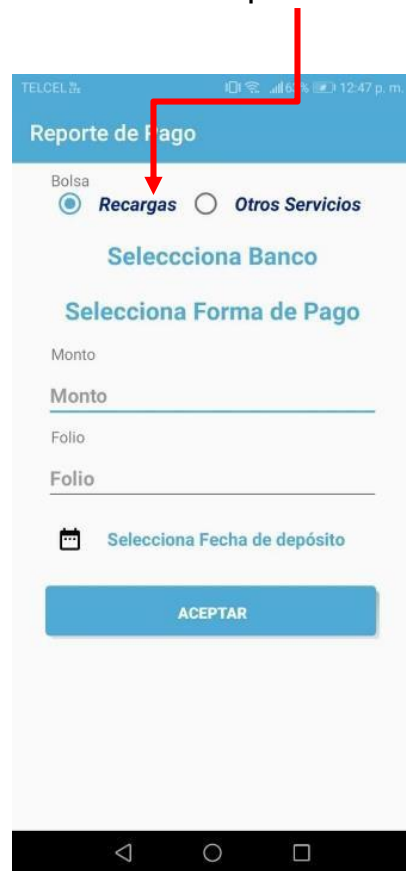 TELCEL
12:47 p. m.
Reporte de Pago
Bolsa
Recargas Otros Servicios
Seleccciona Banco
Selecciona Forma de Pago
Monto
Monto
Folio
Folio
Selecciona Fecha de depósito
ACEPTAR